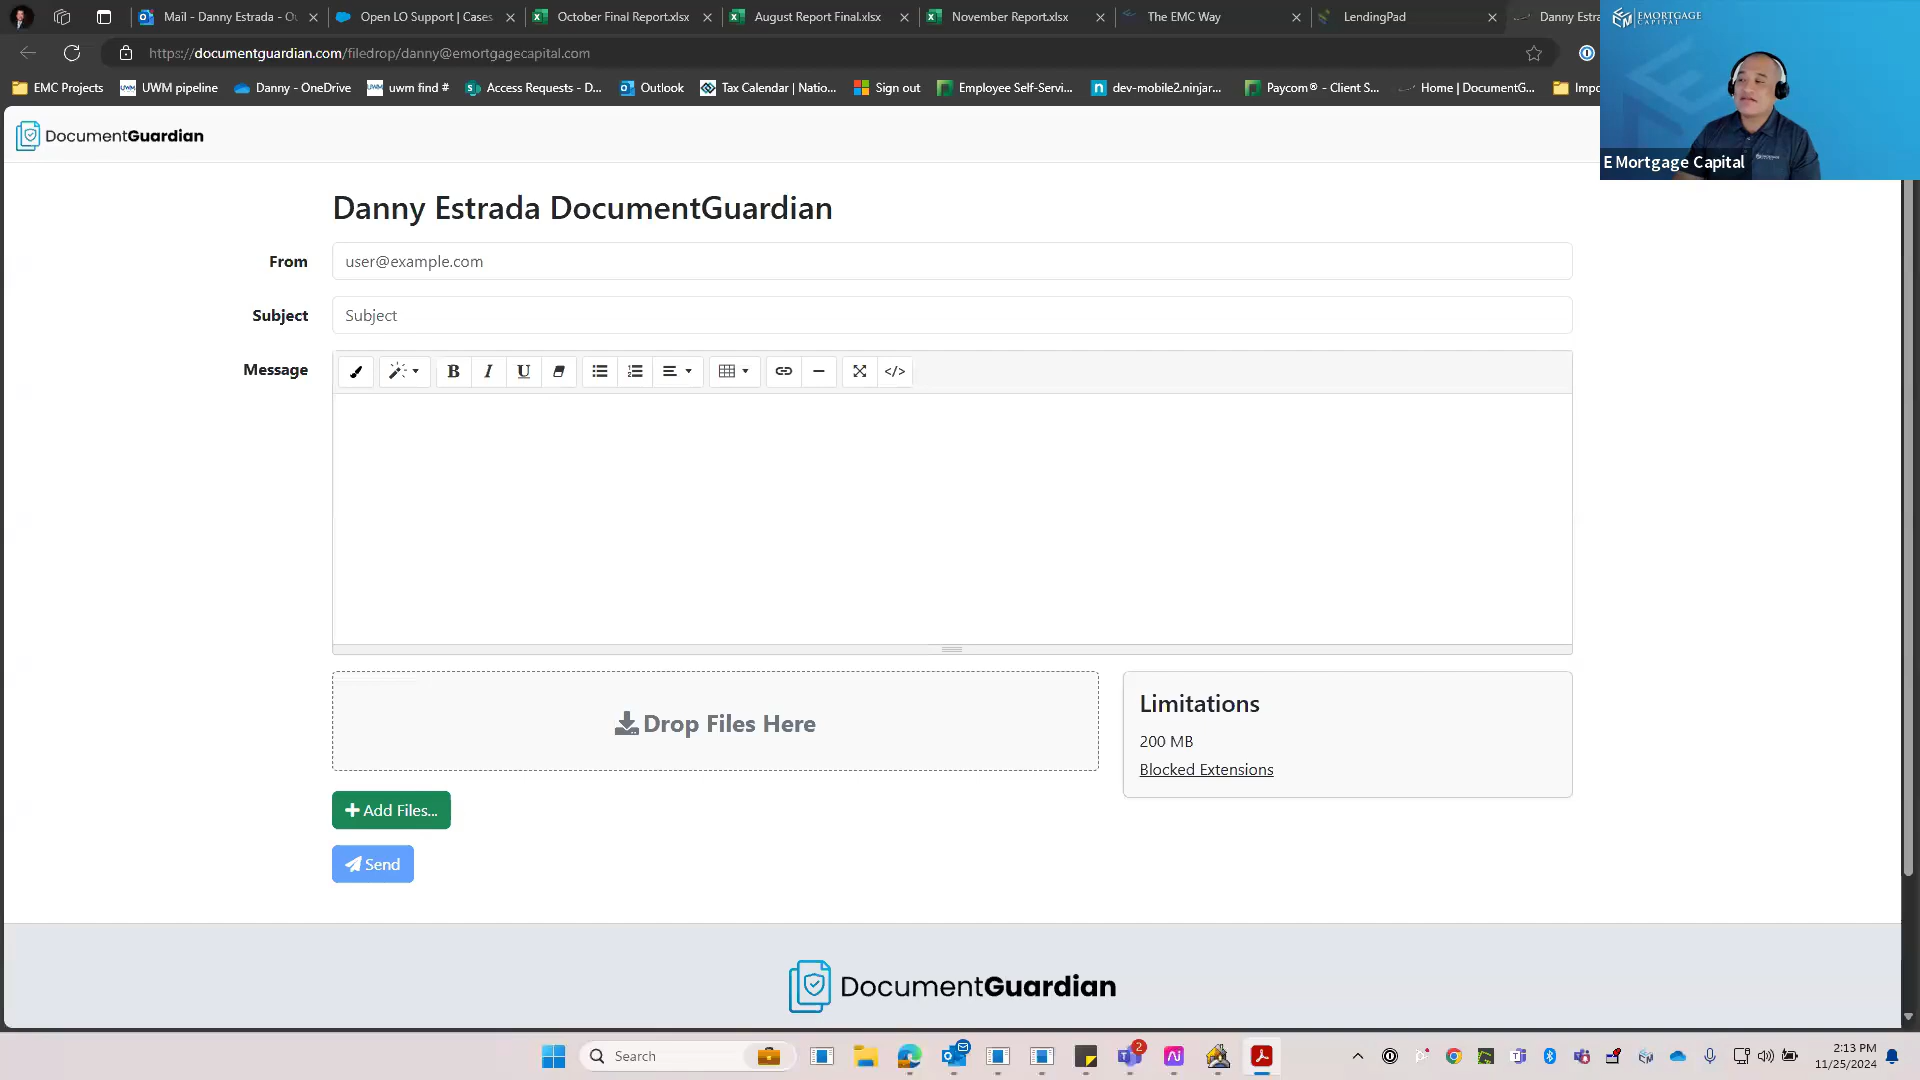 Mail - Danny Estrada - Ou
Open LO Support | Cases
October Final Report.xlsx
August Report Final.xlsx
November Report.xlsx
The EMC Way
LendingPad
Danny Estra
https://documentguardian.com/filedrop/danny@emortgagecapital.com
EMC Projects
UWM pipeline
Danny - OneDrive
uwm find #
Access Requests - D...
Outlook
Tax Calendar | Natio...
Sign out
Employee Self-Servi...
dev-mobile2.ninjar...
Paycom® - Client S...
Home | DocumentG...
Impo
EMORTGAGE
CAPITAL
E Mortgage Capital
DocumentGuardian
Danny Estrada DocumentGuardian
From
user@example.com
Subject
Subject
Message
B I U
</>
Drop Files Here
Limitations
200 MB
Blocked Extensions
Add Files...
Send
DocumentGuardian
Search
2
2:13 PM
11/25/2024